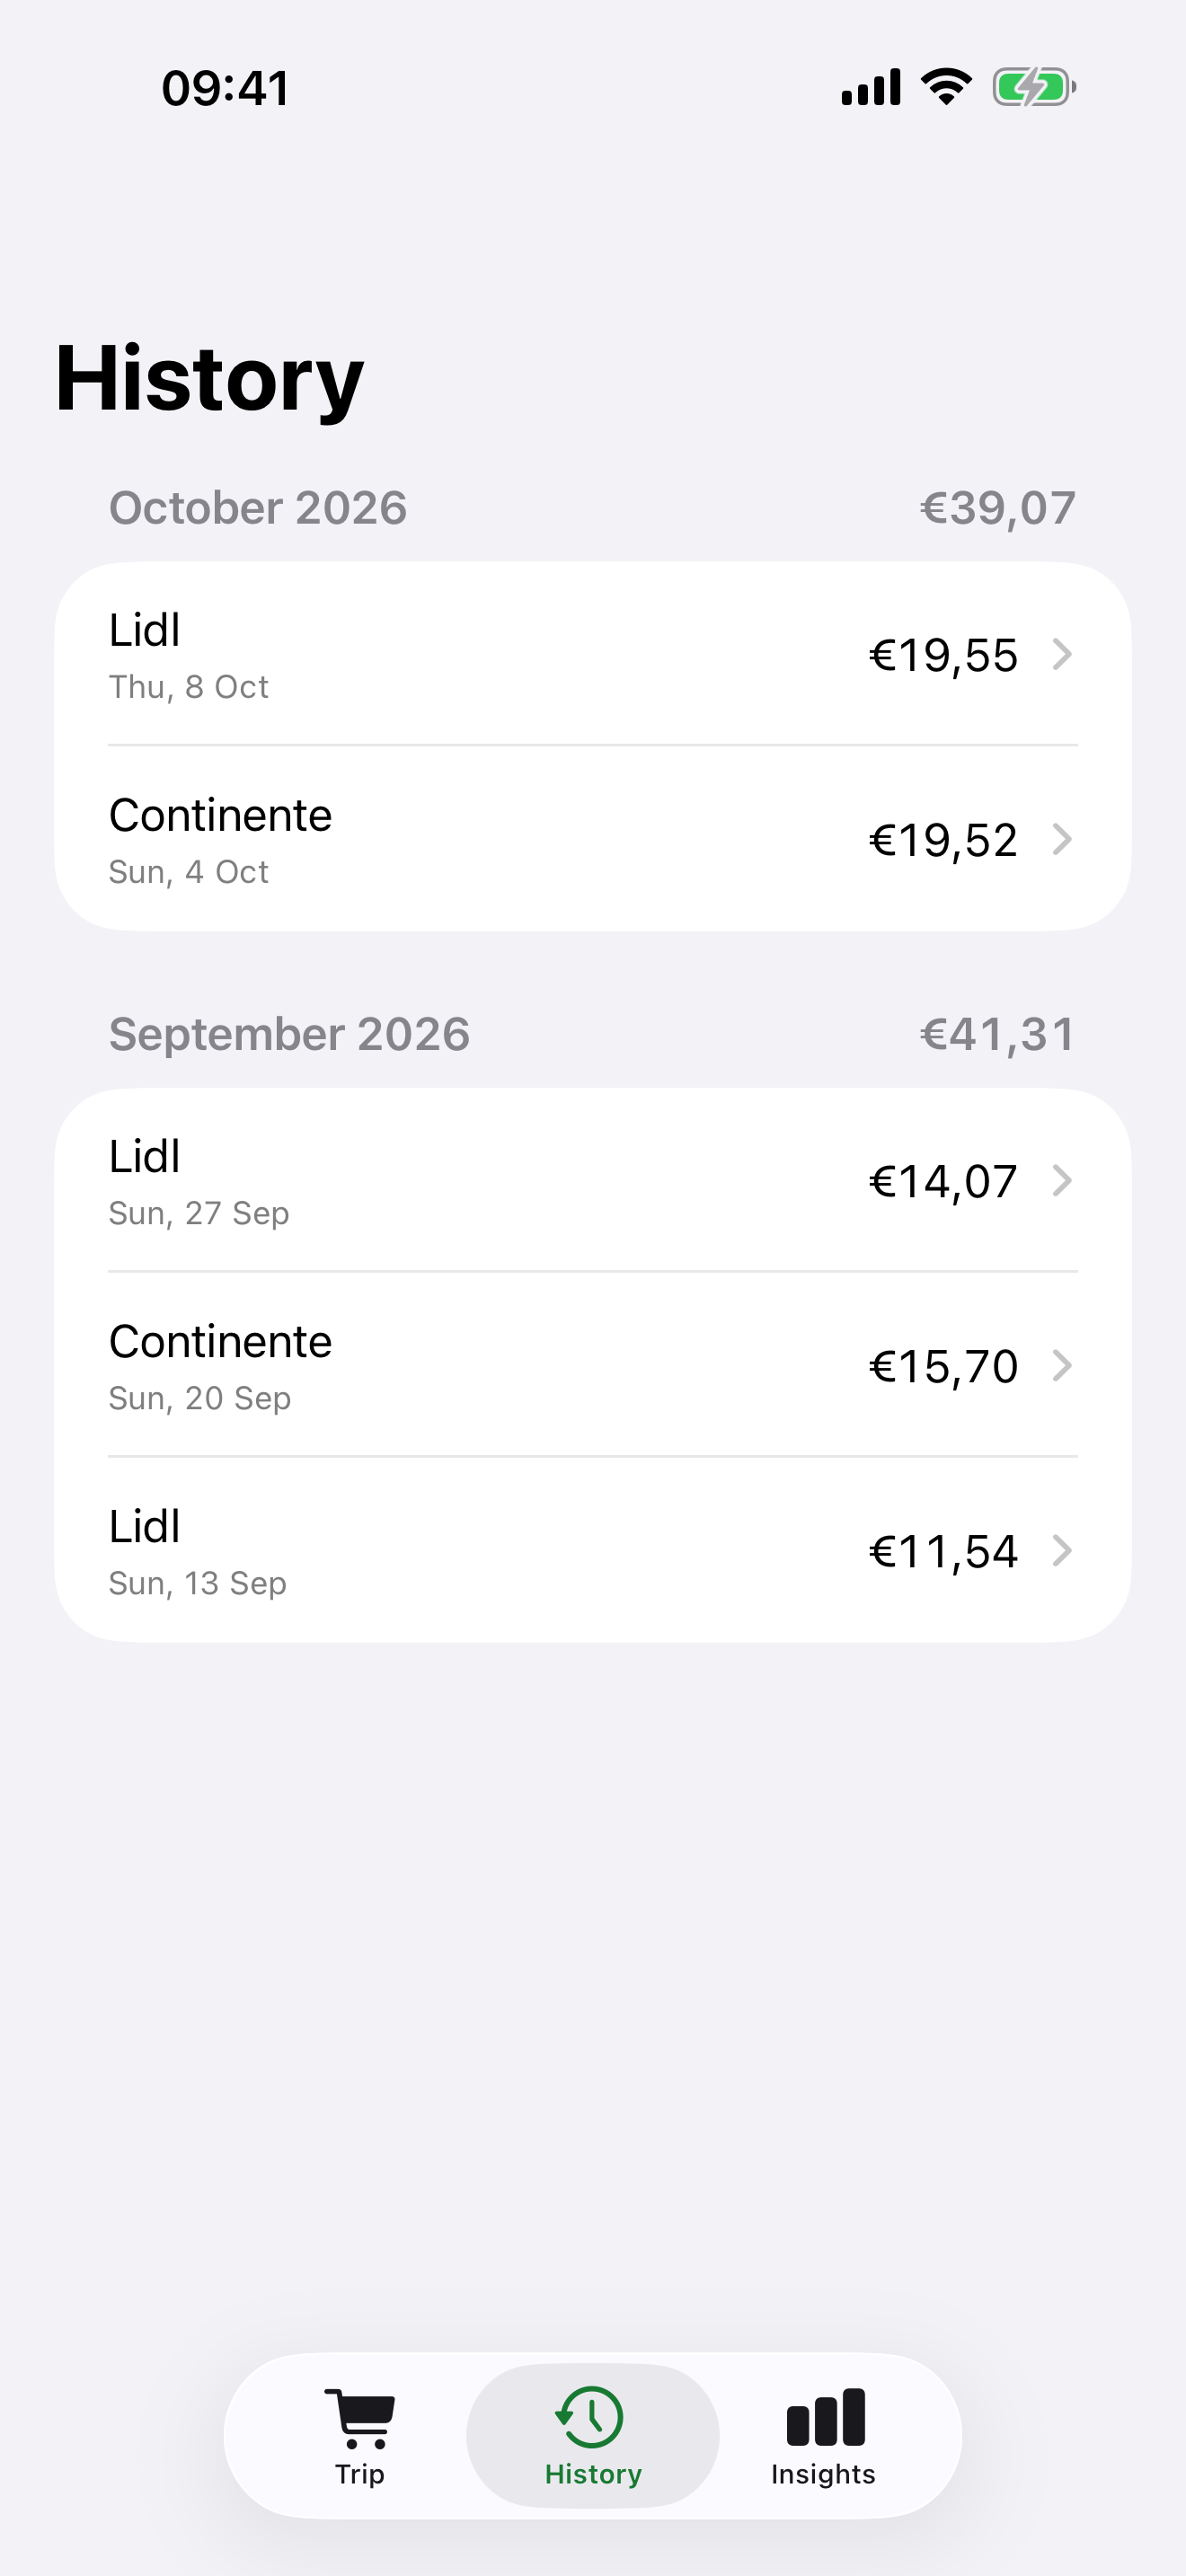 09:41
History
October 2026 €39,07
Lidl
Thu, 8 Oct
€19,55
Continente
Sun, 4 Oct
€19,52
September 2026 €41,31
Lidl
Sun, 27 Sep
€14,07
Continente
Sun, 20 Sep
€15,70
Lidl
Sun, 13 Sep
€11,54
Trip History Insights